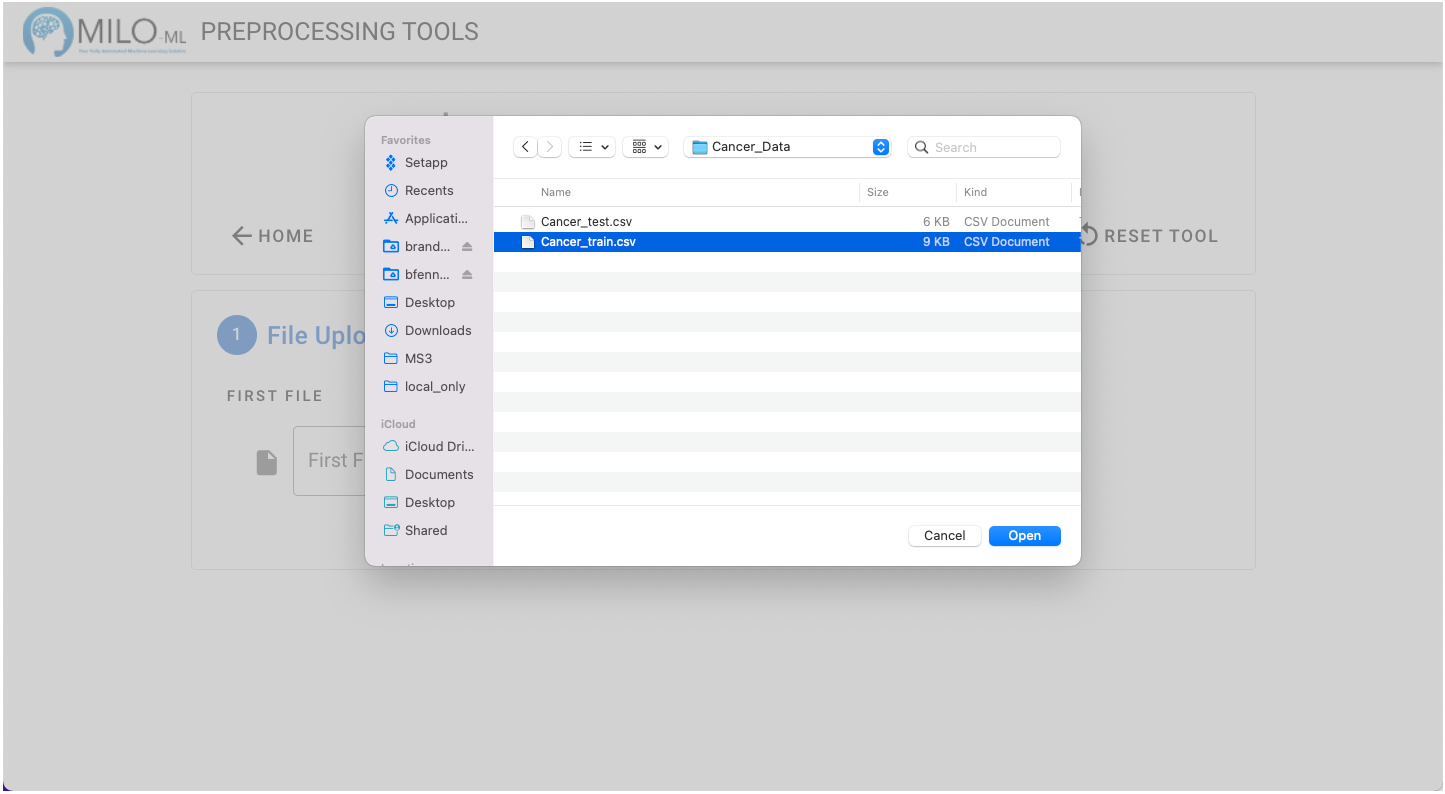 MILO-ML PREPROCESSING TOOLS
HOME
RESET TOOL
1 File Uplo
FIRST FILE
First F
Favorites
Setapp
Recents
Applicati...
brand...
bfenn...
Desktop
Downloads
MS3
local_only
iCloud
iCloud Dri...
Documents
Desktop
Shared
Cancer_Data
Search
Name Size Kind
Cancer_test.csv 6 KB CSV Document
Cancer_train.csv 9 KB CSV Document
Cancel Open